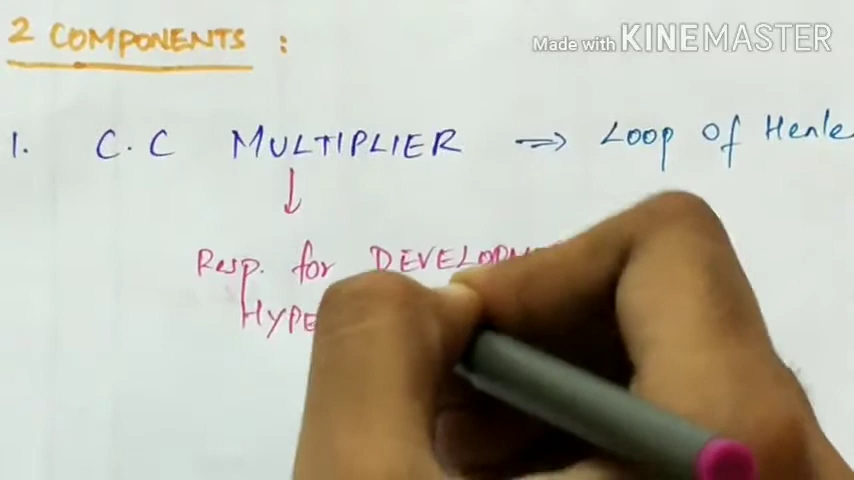 2 COMPONENTS :
Made with KINEMASTER
1. C.C MULTIPLIER ⇒ Loop of Henle
↓
Resp. for